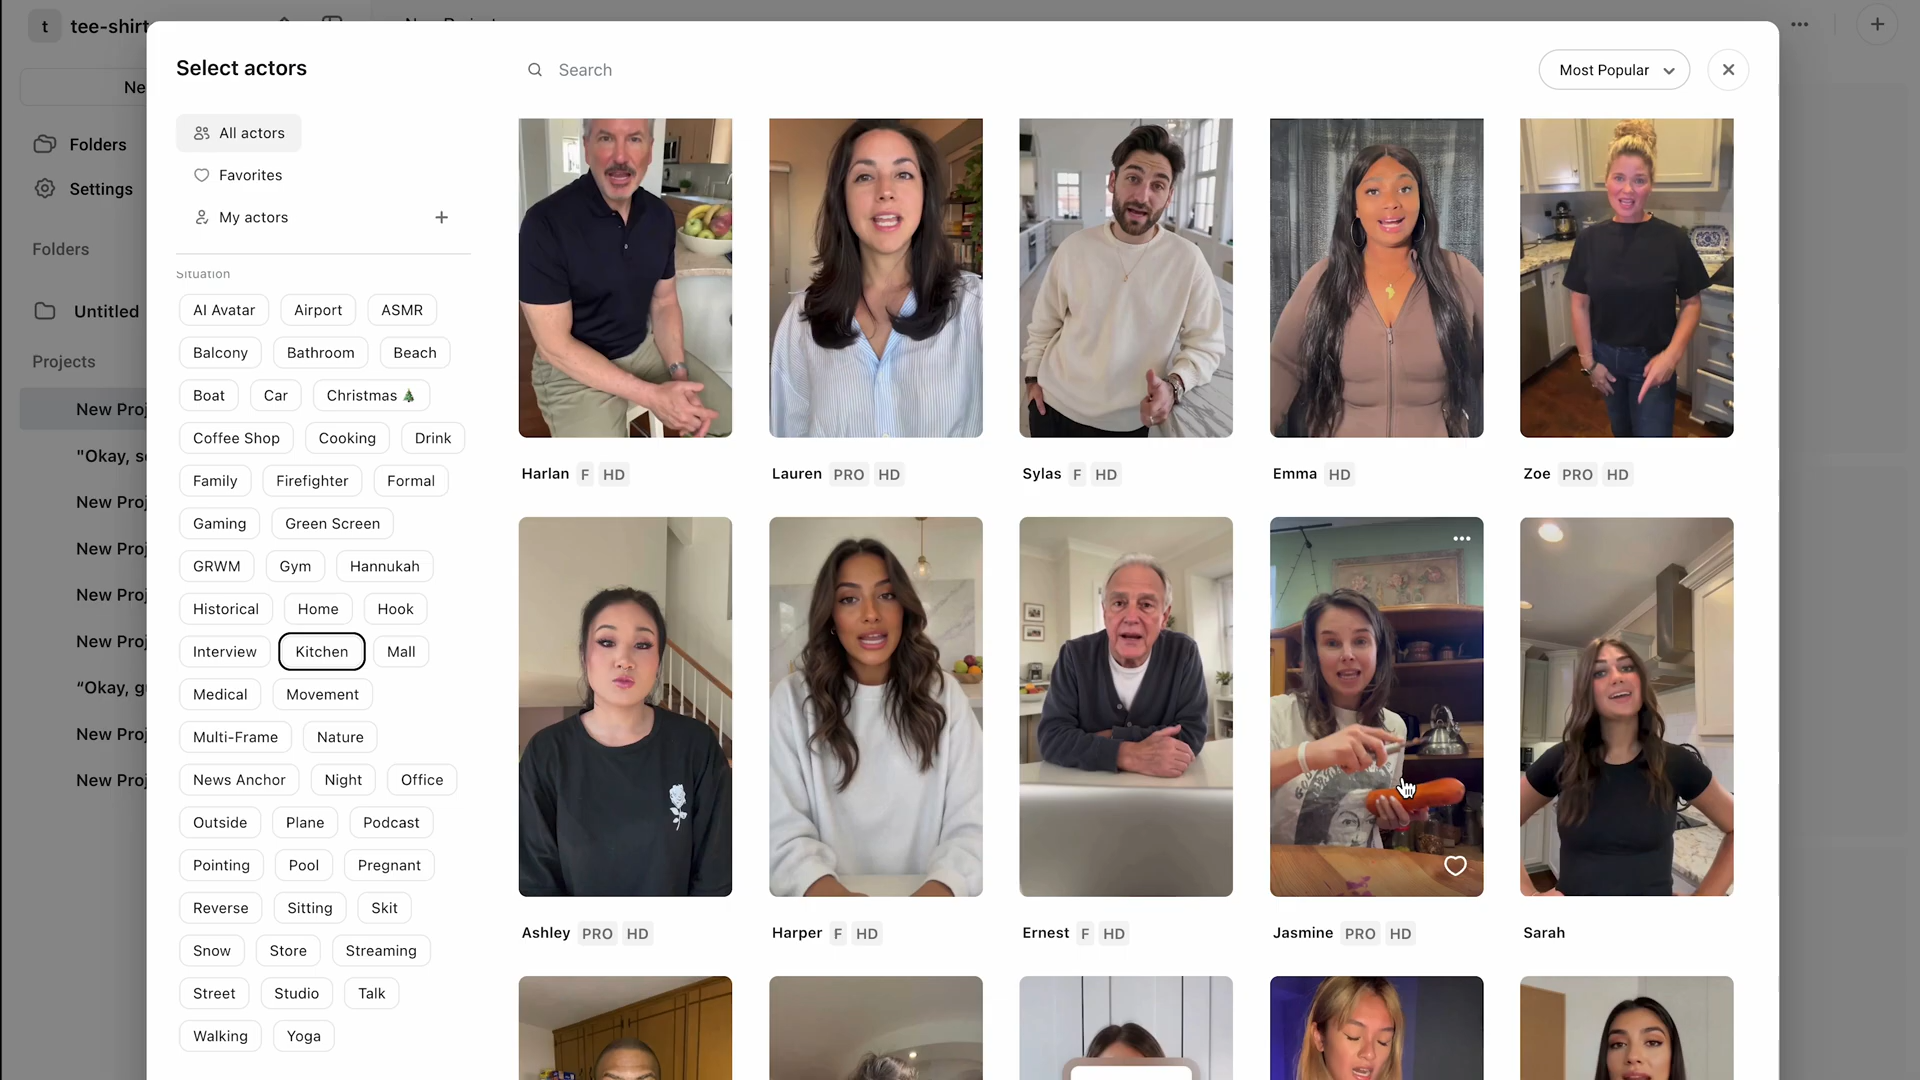 t tee-shirt
Select actors
Search
Most Popular
Ne
All actors
Folders
Favorites
Settings
My actors
Folders
Situation
Untitled
AI Avatar Airport ASMR
Balcony Bathroom Beach
Projects
Boat Car Christmas 🎄
New Proj
Coffee Shop Cooking Drink
"Okay, s
Harlan F HD Lauren PRO HD Sylas F HD Emma HD Zoe PRO HD
Family Firefighter Formal
New Proj
Gaming Green Screen
New Proj
GRWM Gym Hannukah
New Proj
Historical Home Hook
New Proj
Interview Kitchen Mall
“Okay, g
Medical Movement
New Proj
Multi-Frame Nature
New Proj
News Anchor Night Office
Outside Plane Podcast
Pointing Pool Pregnant
Reverse Sitting Skit
Ashley PRO HD Harper F HD Ernest F HD Jasmine PRO HD Sarah
Snow Store Streaming
Street Studio Talk
Walking Yoga